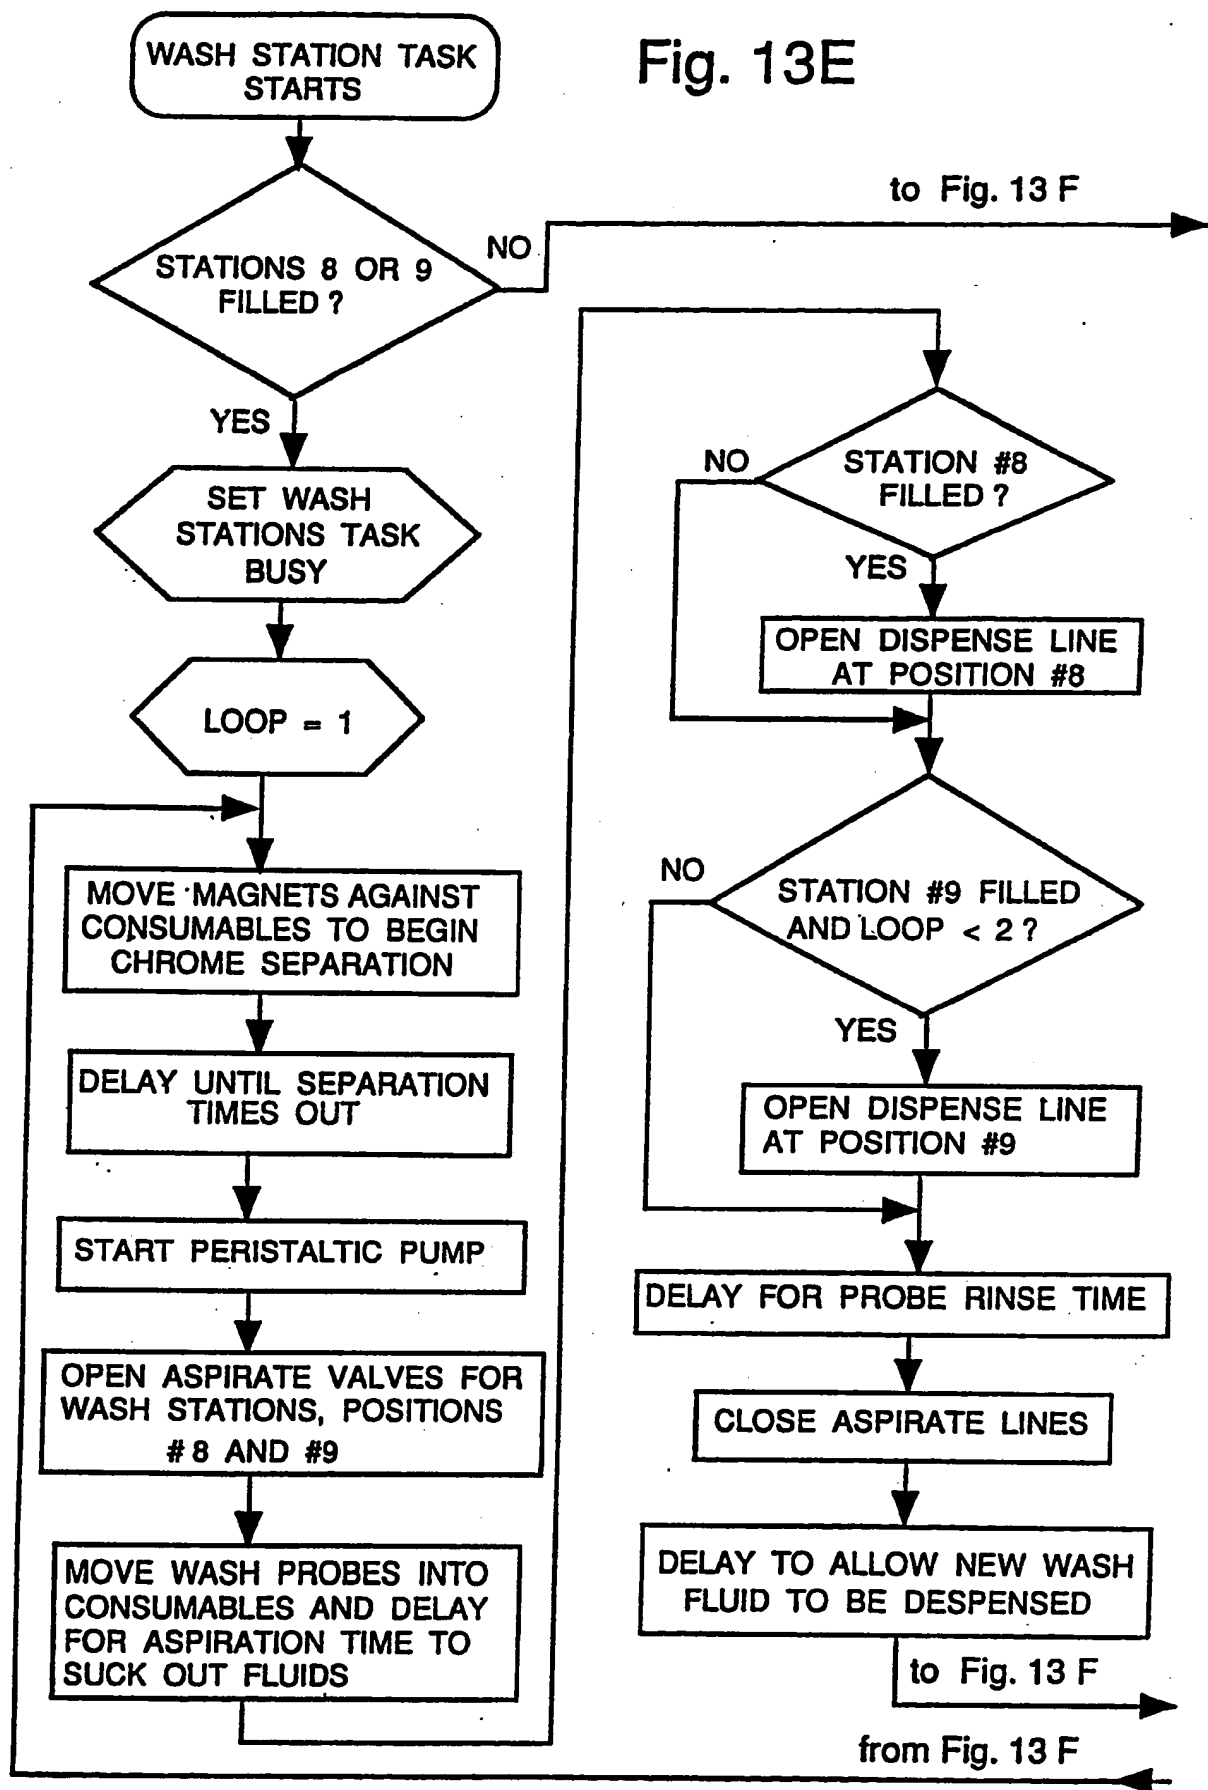 Fig. 13E
WASH STATION TASK
STARTS
STATIONS 8 OR 9
FILLED ?
NO
to Fig. 13 F
YES
SET WASH
STATIONS TASK
BUSY
LOOP = 1
MOVE MAGNETS AGAINST
CONSUMABLES TO BEGIN
CHROME SEPARATION
DELAY UNTIL SEPARATION
TIMES OUT
START PERISTALTIC PUMP
OPEN ASPIRATE VALVES FOR
WASH STATIONS, POSITIONS
# 8 AND #9
MOVE WASH PROBES INTO
CONSUMABLES AND DELAY
FOR ASPIRATION TIME TO
SUCK OUT FLUIDS
STATION #8
FILLED ?
NO
YES
OPEN DISPENSE LINE
AT POSITION #8
STATION #9 FILLED
AND LOOP < 2 ?
NO
YES
OPEN DISPENSE LINE
AT POSITION #9
DELAY FOR PROBE RINSE TIME
CLOSE ASPIRATE LINES
DELAY TO ALLOW NEW WASH
FLUID TO BE DESPENSED
to Fig. 13 F
from Fig. 13 F